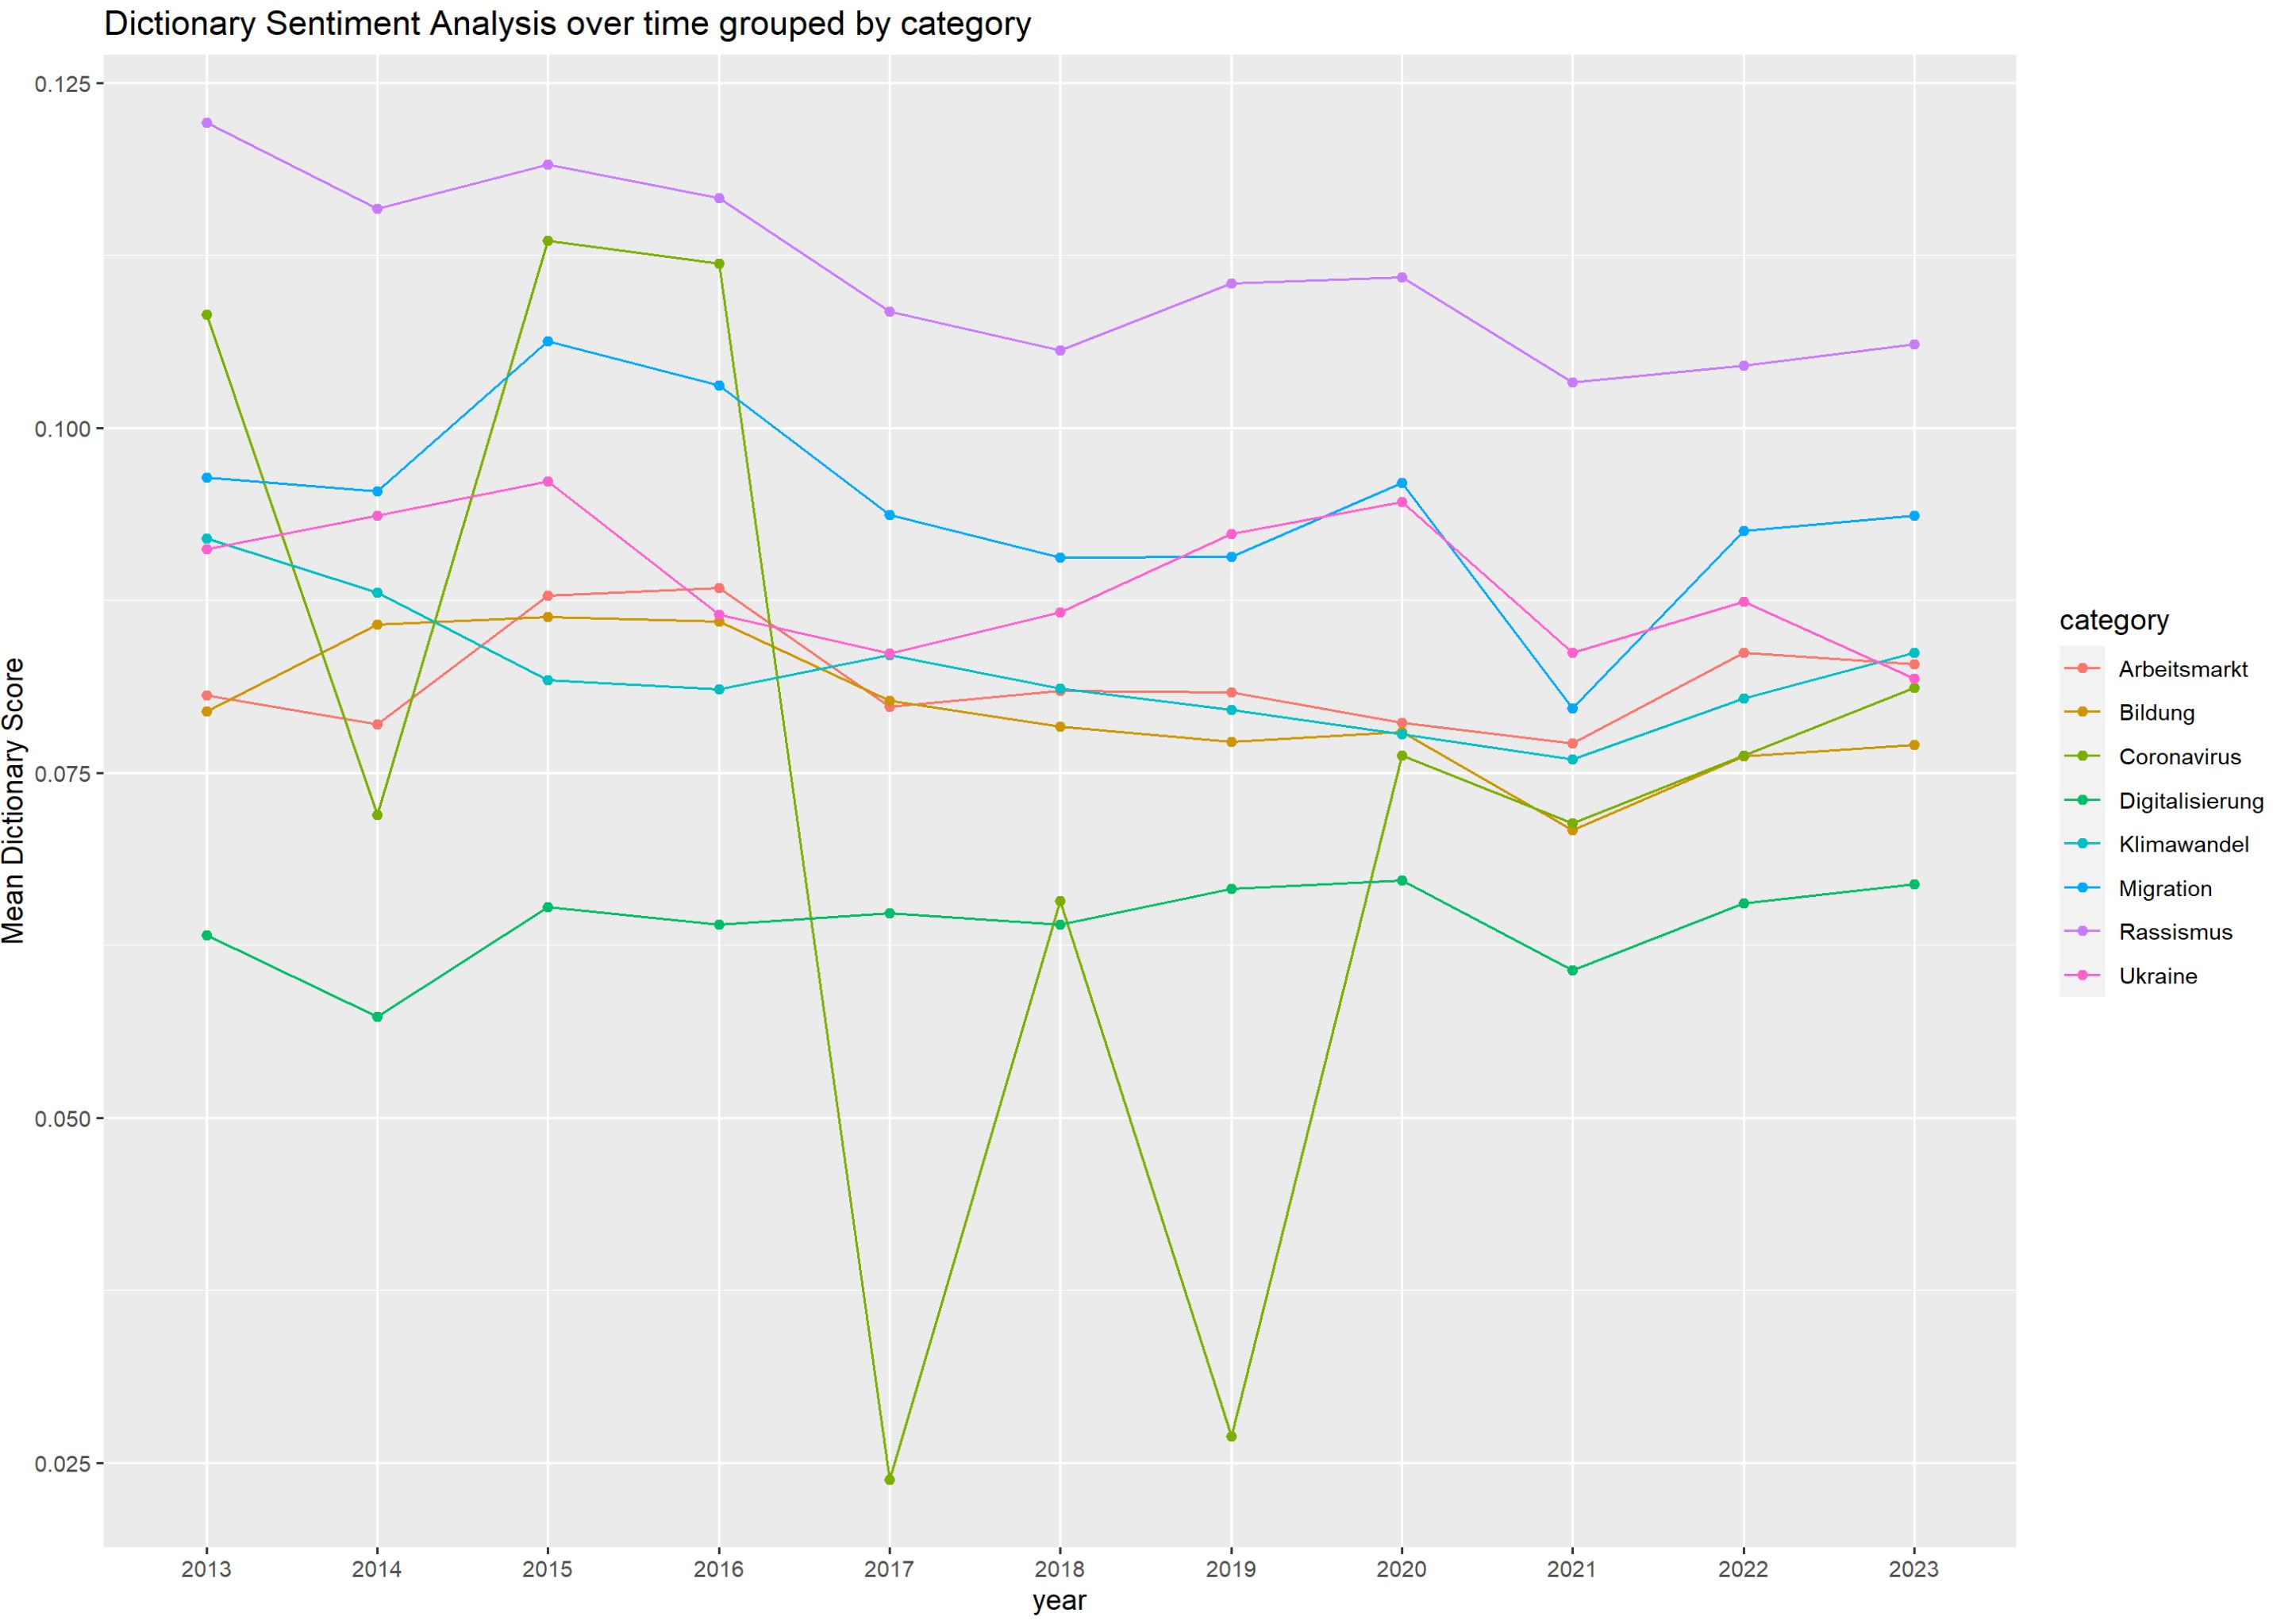 Dictionary Sentiment Analysis over time grouped by category
Mean Dictionary Score
0.125
0.100
0.075
0.050
0.025
2013 2014 2015 2016 2017 2018 2019 2020 2021 2022 2023
year
category
Arbeitsmarkt
Bildung
Coronavirus
Digitalisierung
Klimawandel
Migration
Rassismus
Ukraine